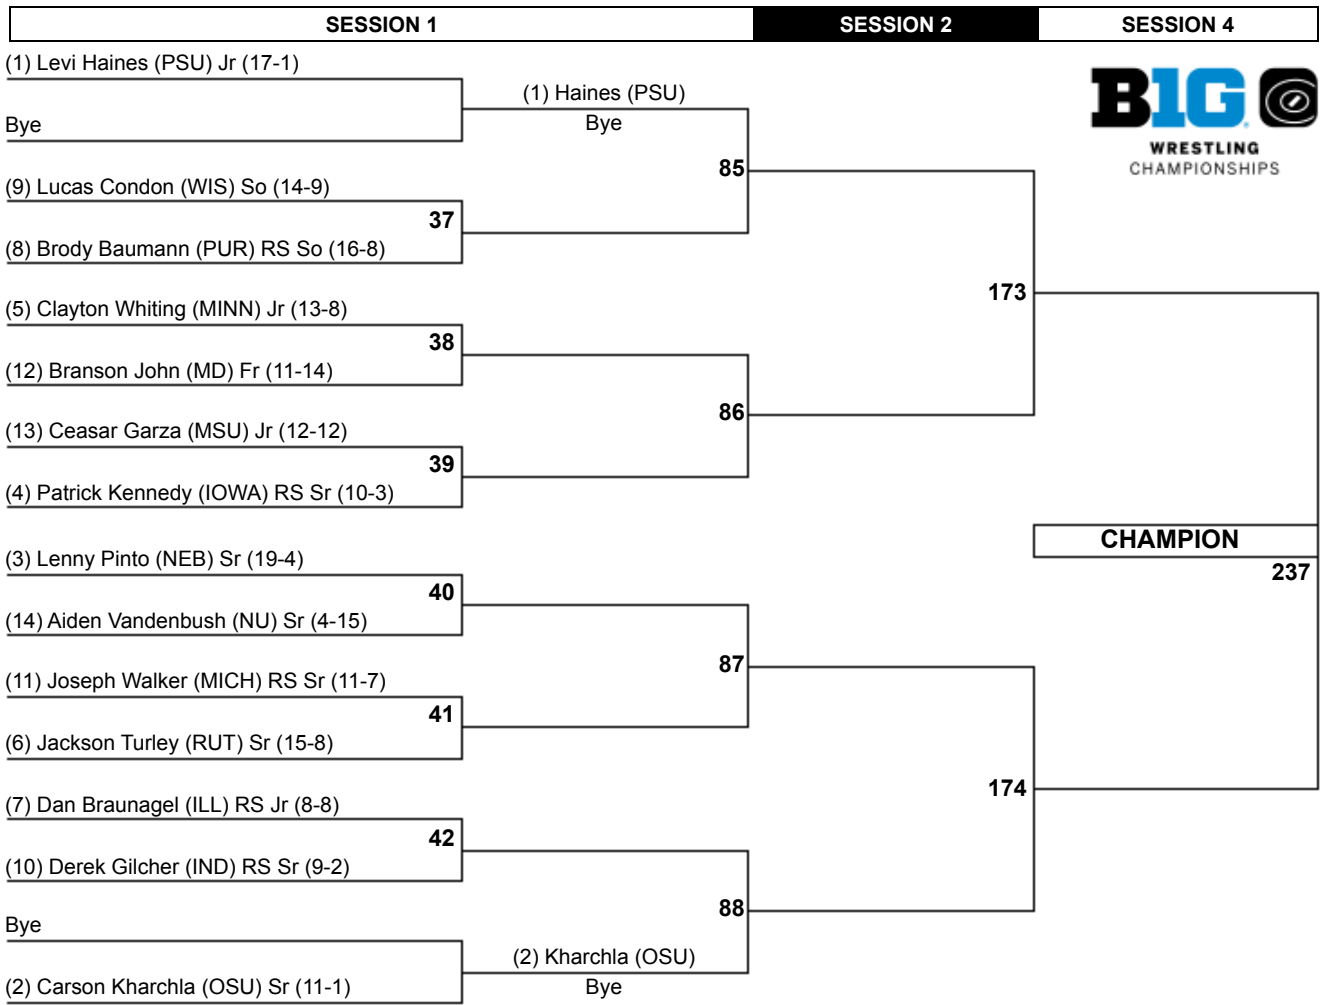 SESSION 1 SESSION 2 SESSION 4
(1) Levi Haines (PSU) Jr (17-1)
(1) Haines (PSU)
Bye
Bye
B1G
WRESTLING
CHAMPIONSHIPS
85
(9) Lucas Condon (WIS) So (14-9)
37
(8) Brody Baumann (PUR) RS So (16-8)
173
(5) Clayton Whiting (MINN) Jr (13-8)
38
(12) Branson John (MD) Fr (11-14)
86
(13) Ceasar Garza (MSU) Jr (12-12)
39
(4) Patrick Kennedy (IOWA) RS Sr (10-3)
CHAMPION
237
(3) Lenny Pinto (NEB) Sr (19-4)
40
(14) Aiden Vandenbush (NU) Sr (4-15)
87
(11) Joseph Walker (MICH) RS Sr (11-7)
41
(6) Jackson Turley (RUT) Sr (15-8)
174
(7) Dan Braunagel (ILL) RS Jr (8-8)
42
(10) Derek Gilcher (IND) RS Sr (9-2)
88
Bye
(2) Kharchla (OSU)
Bye
(2) Carson Kharchla (OSU) Sr (11-1)